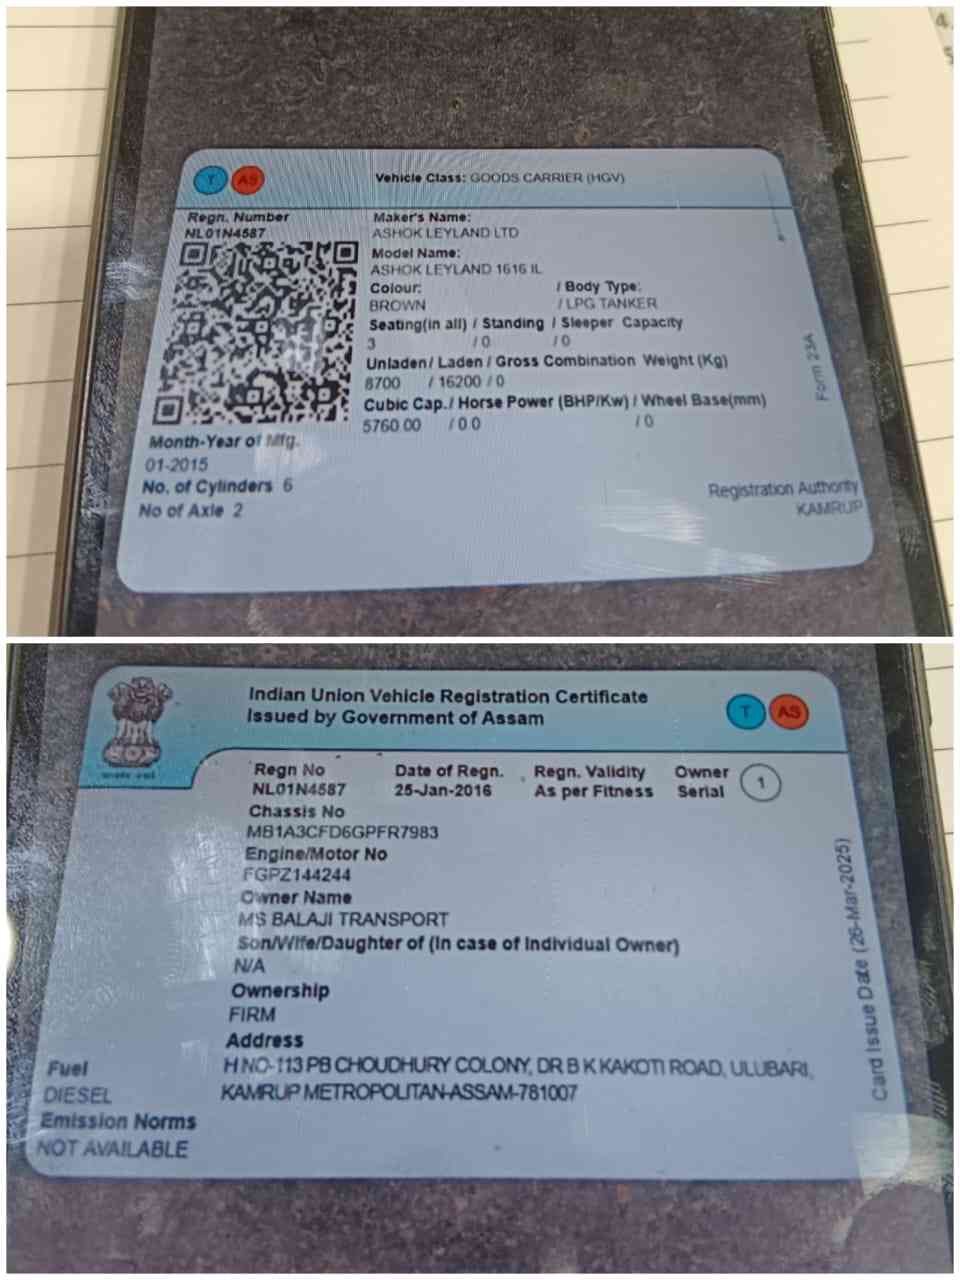 4.
T AS Vehicle Class: GOODS CARRIER (HGV)
Regn. Number
NL01N4587
Maker's Name:
ASHOK LEYLAND LTD
Model Name:
ASHOK LEYLAND 1616 IL
Colour: / Body Type:
BROWN / LPG TANKER
Seating(in all) / Standing / Sleeper Capacity
3 / 0 / 0
Unladen/ Laden / Gross Combination Weight (Kg)
8700 / 16200 / 0
Cubic Cap./ Horse Power (BHP/Kw) / Wheel Base(mm)
5760.00 / 0.0 / 0
Month-Year of Mfg.
01-2015
No. of Cylinders 6
No of Axle 2
Form 23A
Registration Authority
KAMRUP
Indian Union Vehicle Registration Certificate
Issued by Government of Assam
T AS
Regn No Date of Regn. Regn. Validity Owner
NL01N4587 25-Jan-2016 As per Fitness Serial 1
Chassis No
MB1A3CFD6GPFR7983
Engine/Motor No
FGPZ144244
Owner Name
MS BALAJI TRANSPORT
Son/Wife/Daughter of (In case of Individual Owner)
N/A
Ownership
FIRM
Address
H NO-113 PB CHOUDHURY COLONY, DR B K KAKOTI ROAD, ULUBARI,
KAMRUP METROPOLITAN-ASSAM-781007
Fuel
DIESEL
Emission Norms
NOT AVAILABLE
Card Issue Date (26-Mar-2025)